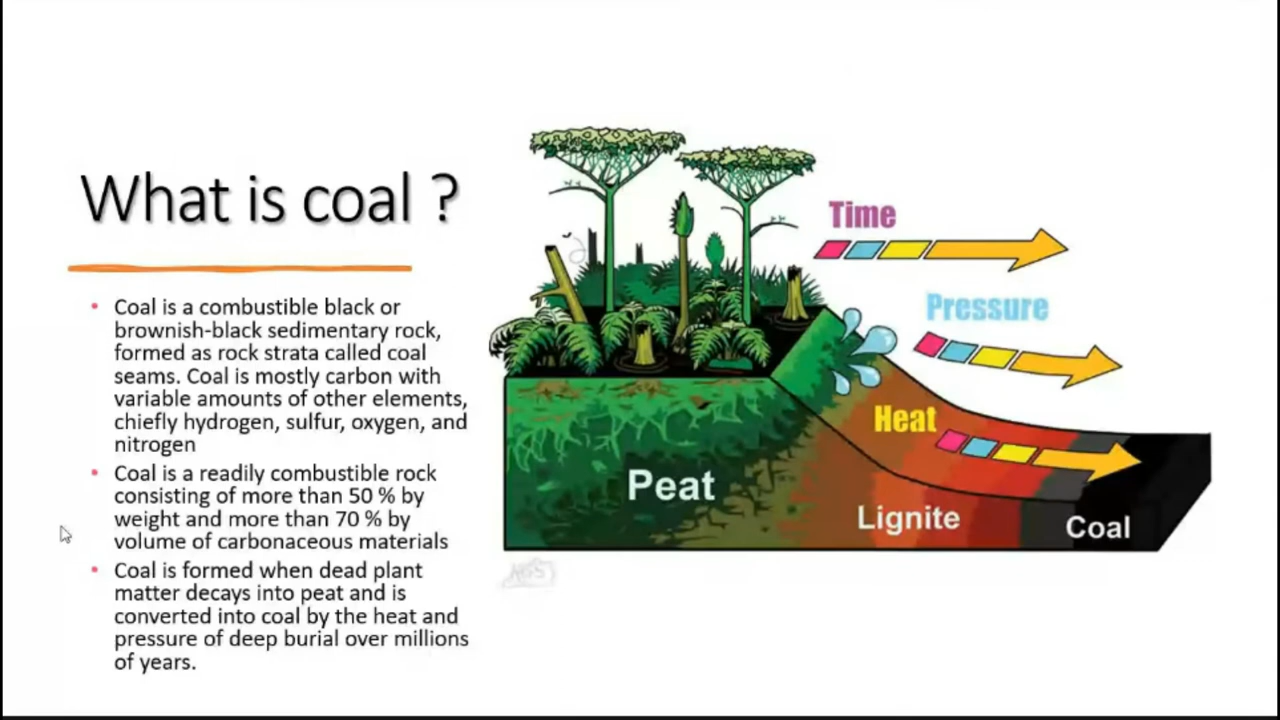 What is coal ?
• Coal is a combustible black or
brownish-black sedimentary rock,
formed as rock strata called coal
seams. Coal is mostly carbon with
variable amounts of other elements,
chiefly hydrogen, sulfur, oxygen, and
nitrogen
• Coal is a readily combustible rock
consisting of more than 50 % by
weight and more than 70 % by
volume of carbonaceous materials
• Coal is formed when dead plant
matter decays into peat and is
converted into coal by the heat and
pressure of deep burial over millions
of years.
Time
Pressure
Heat
Peat
Lignite
Coal